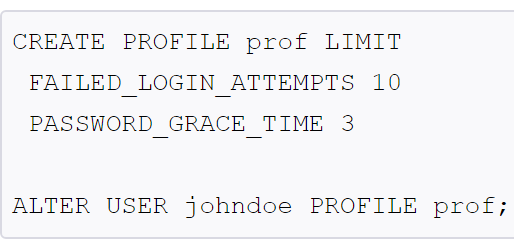 CREATE PROFILE prof LIMIT
FAILED_LOGIN_ATTEMPTS 10
PASSWORD_GRACE_TIME 3
ALTER USER johndoe PROFILE prof;